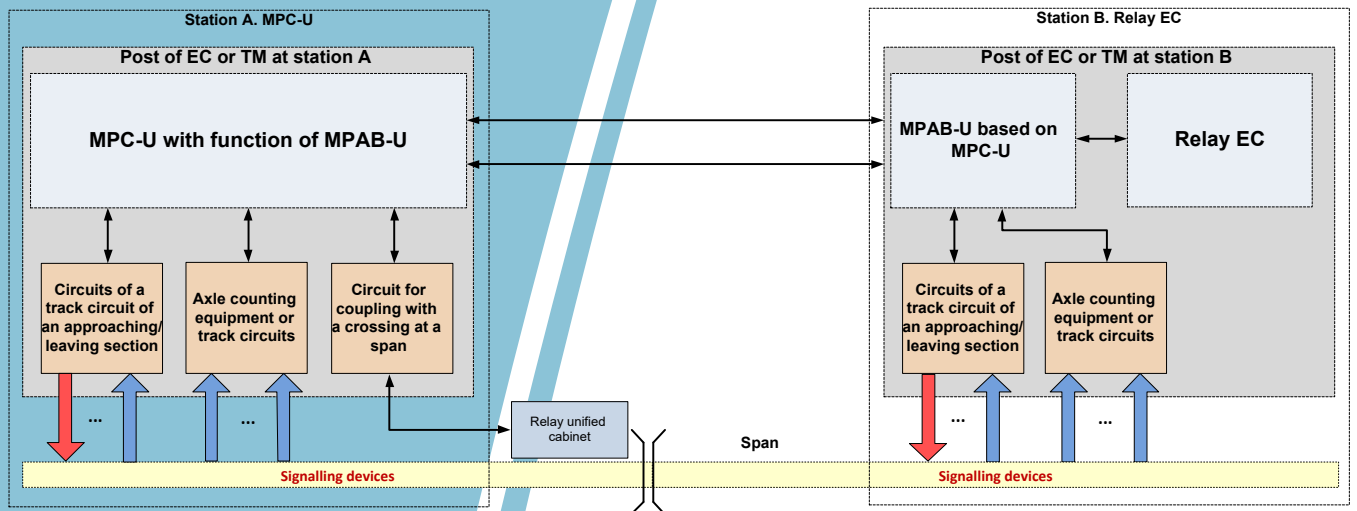 Station A. MPC-U
Post of EC or TM at station A
MPC-U with function of MPAB-U
Circuits of a
track circuit of
an approaching/
leaving section
Axle counting
equipment or
track circuits
Circuit for
coupling with
a crossing at a
span
...
...
Relay unified
cabinet
Span
Signalling devices
Station B. Relay EC
Post of EC or TM at station B
MPAB-U based on
MPC-U
Relay EC
Circuits of a
track circuit of
an approaching/
leaving section
Axle counting
equipment or
track circuits
...
...
Signalling devices